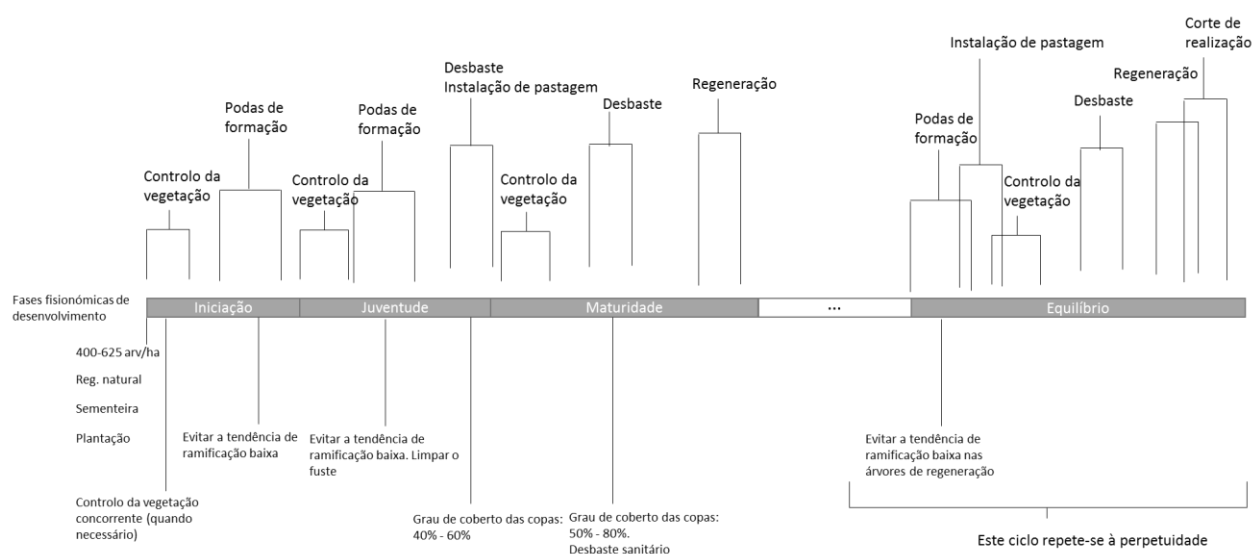 Corte de
realização
Instalação de pastagem
Desbaste
Instalação de pastagem
Regeneração
Regeneração
Desbaste
Desbaste
Podas de
formação
Podas de
formação
Podas de
formação
Controlo da
vegetação
Controlo da
vegetação
Controlo da
vegetação
Controlo da
vegetação
Fases fisionómicas de
desenvolvimento
Iniciação
Juventude
Maturidade
...
Equilíbrio
400-625 arv/ha
Reg. natural
Sementeira
Plantação
Evitar a tendência de
ramificação baixa
Evitar a tendência de
ramificação baixa. Limpar o
fuste
Evitar a tendência de
ramificação baixa nas
árvores de regeneração
Controlo da vegetação
concorrente (quando
necessário)
Grau de coberto das copas:
40% - 60%
Grau de coberto das copas:
50% - 80%.
Desbaste sanitário
Este ciclo repete-se à perpetuidade